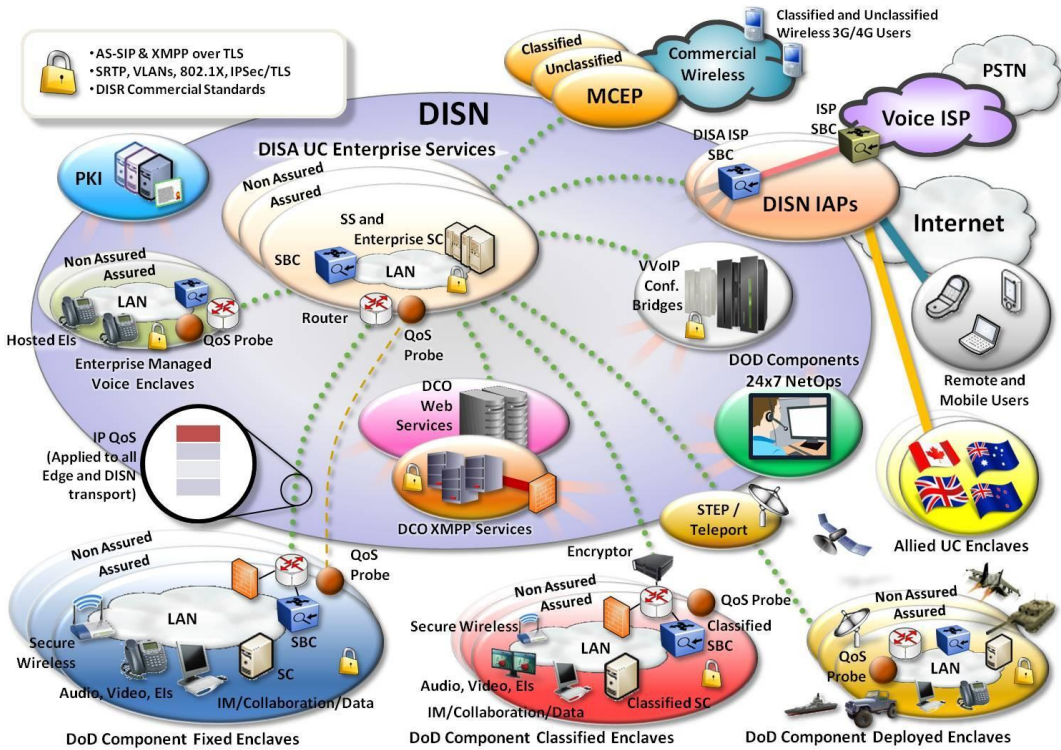 •AS-SIP & XMPP over TLS
•SRTP, VLANs, 802.1X, IPSec/TLS
•DISR Commercial Standards
Classified
Unclassified
MCEP
Commercial
Wireless
Classified and Unclassified
Wireless 3G/4G Users
PSTN
Voice ISP
ISP
SBC
DISA ISP
SBC
DISN IAPs
Internet
DISN
DISA UC Enterprise Services
Non Assured
Assured
SS and
Enterprise SC
SBC
LAN
Router
QoS
Probe
PKI
Non Assured
Assured
LAN
Hosted EIs
QoS Probe
Enterprise Managed
Voice Enclaves
VVoIP
Conf.
Bridges
DOD Components
24x7 NetOps
Remote and
Mobile Users
DCO
Web
Services
DCO XMPP Services
IP QoS
(Applied to all
Edge and DISN
transport)
STEP /
Teleport
Allied UC Enclaves
Non Assured
Assured
QoS
Probe
LAN
SBC
Secure
Wireless
SC
Audio, Video, EIs
IM/Collaboration/Data
DoD Component Fixed Enclaves
Encryptor
Non Assured
Assured
QoS Probe
Secure Wireless
Classified
SBC
LAN
Audio, Video, EIs
Classified SC
IM/Collaboration/Data
DoD Component Classified Enclaves
Non Assured
Assured
QoS
Probe
LAN
DoD Component Deployed Enclaves